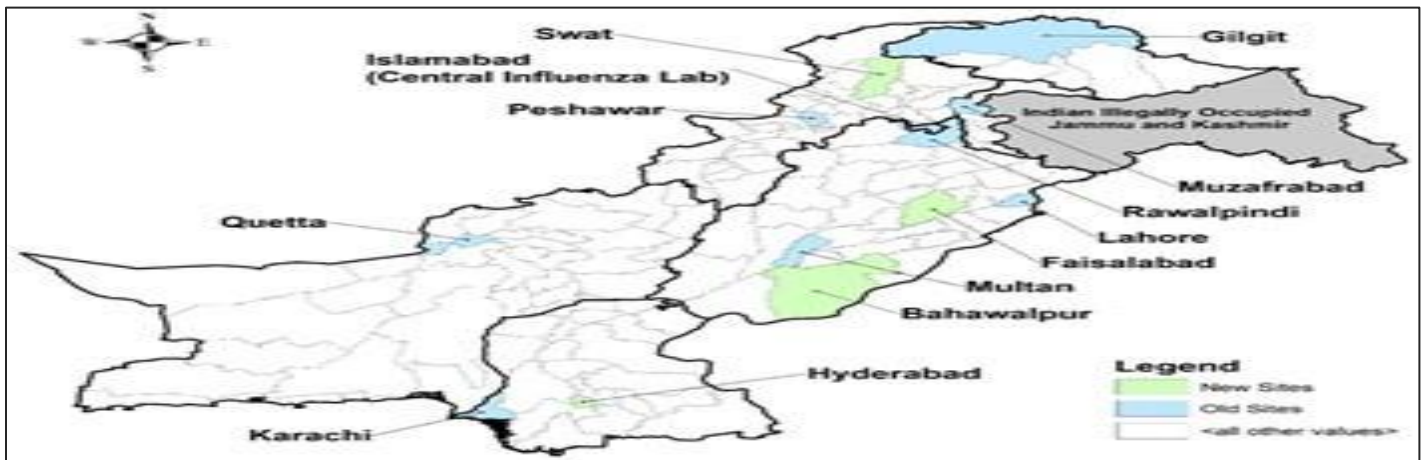 N
W E
S
Swat
Gilgit
Islamabad
(Central Influenza Lab)
Peshawar
Indian Illegally Occupied
Jammu and Kashmir
Muzafrabad
Quetta
Rawalpindi
Lahore
Faisalabad
Multan
Bahawalpur
Hyderabad
Karachi
Legend
New Sites
Old Sites
<all other values>